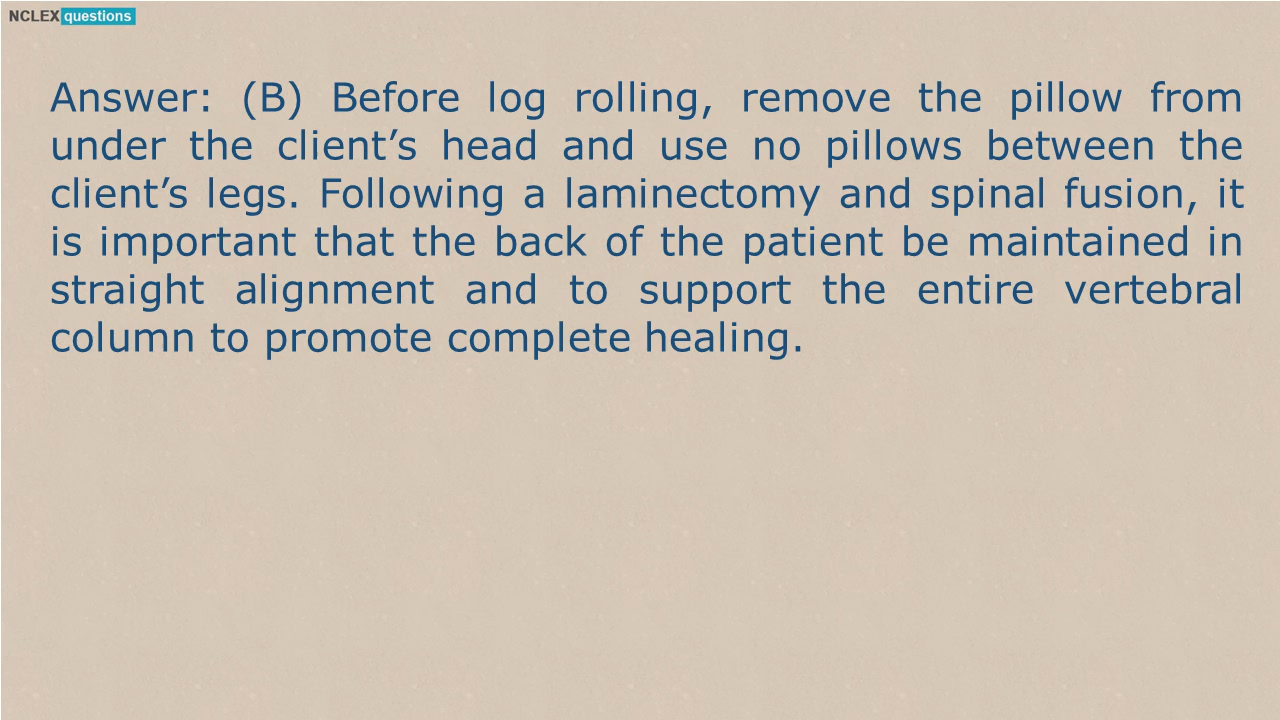 NCLEX questions
Answer: (B) Before log rolling, remove the pillow from
under the client’s head and use no pillows between the
client’s legs. Following a laminectomy and spinal fusion, it
is important that the back of the patient be maintained in
straight alignment and to support the entire vertebral
column to promote complete healing.